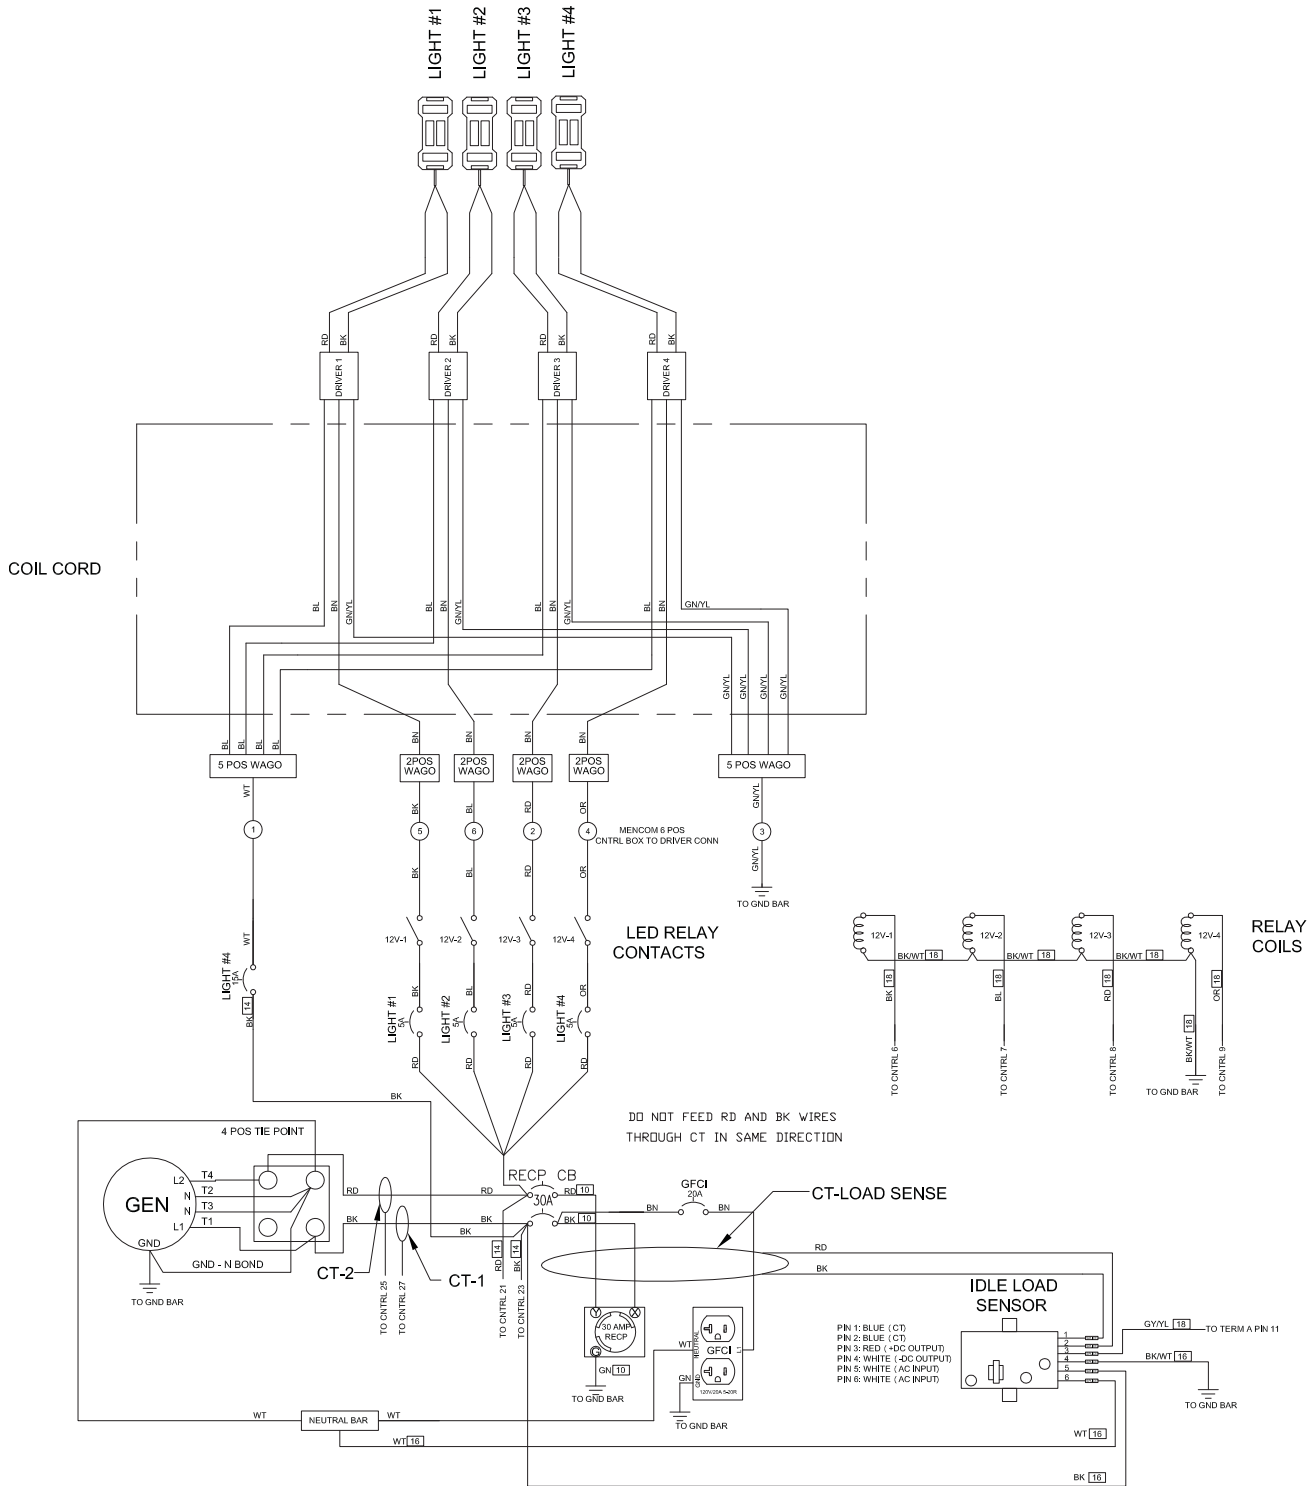 LIGHT #1
LIGHT #2
LIGHT #3
LIGHT #4
RD
BK
RD
BK
RD
BK
RD
BK
DRIVER 1
DRIVER 2
DRIVER 3
DRIVER 4
COIL CORD
BL
BN
GN/YL
BL
BN
GN/YL
BL
BN
GN/YL
BL
BN
GN/YL
GN/YL
GN/YL
GN/YL
GN/YL
BL
BL
BL
BL
BN
BN
BN
BN
5 POS WAGO
2POS
WAGO
2POS
WAGO
2POS
WAGO
2POS
WAGO
5 POS WAGO
WT
BK
BL
RD
OR
GN/YL
1
5
6
2
4
3
MENCOM 6 POS
CNTRL BOX TO DRIVER CONN
BK
BL
RD
OR
GN/YL
TO GND BAR
WT
12V-1
12V-2
12V-3
12V-4
LED RELAY
CONTACTS
12V-1
12V-2
12V-3
12V-4
RELAY
COILS
BK/WT 18
BK/WT 18
BK/WT 18
BK 18
BL 18
RD 18
OR 18
BK/WT 18
TO CNTRL 6
TO CNTRL 7
TO CNTRL 8
TO CNTRL 9
TO GND BAR
LIGHT #4
15A
BK 14
BK
BL
RD
OR
LIGHT #1
5A
LIGHT #2
5A
LIGHT #3
5A
LIGHT #4
5A
RD
RD
RD
RD
BK
DO NOT FEED RD AND BK WIRES
THROUGH CT IN SAME DIRECTION
4 POS TIE POINT
GEN
L2
N
N
L1
GND
T4
T2
T3
T1
GND - N BOND
TO GND BAR
RD
BK
CT-2
CT-1
TO CNTRL 25
TO CNTRL 27
RD
BK
BK
RECP CB
30A
RD 10
BK 10
RD 14
BK 14
TO CNTRL 21
TO CNTRL 23
GFCI
20A
BN
BN
CT-LOAD SENSE
RD
BK
IDLE LOAD
SENSOR
PIN 1: BLUE (CT)
PIN 2: BLUE (CT)
PIN 3: RED (+DC OUTPUT)
PIN 4: WHITE (-DC OUTPUT)
PIN 5: WHITE (AC INPUT)
PIN 6: WHITE (AC INPUT)
1
2
3
4
5
6
GY/YL 18
TO TERM A PIN 11
BK/WT 16
TO GND BAR
Y
X
30 AMP
RECP
G
GN 10
TO GND BAR
WT
NEUTRAL
L1
GFCI
GND
120V/20A 5-20R
GN
TO GND BAR
WT
NEUTRAL BAR
WT
WT 16
WT 16
BK 16